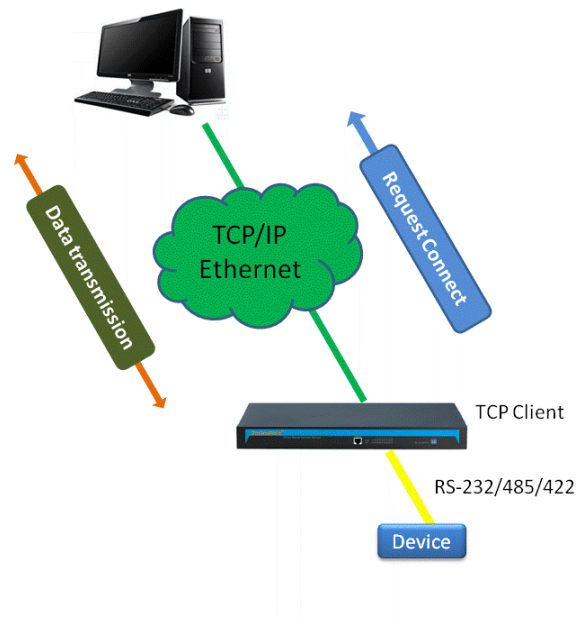 Data transmission
Request Connect
TCP/IP
Ethernet
TCP Client
RS-232/485/422
Device